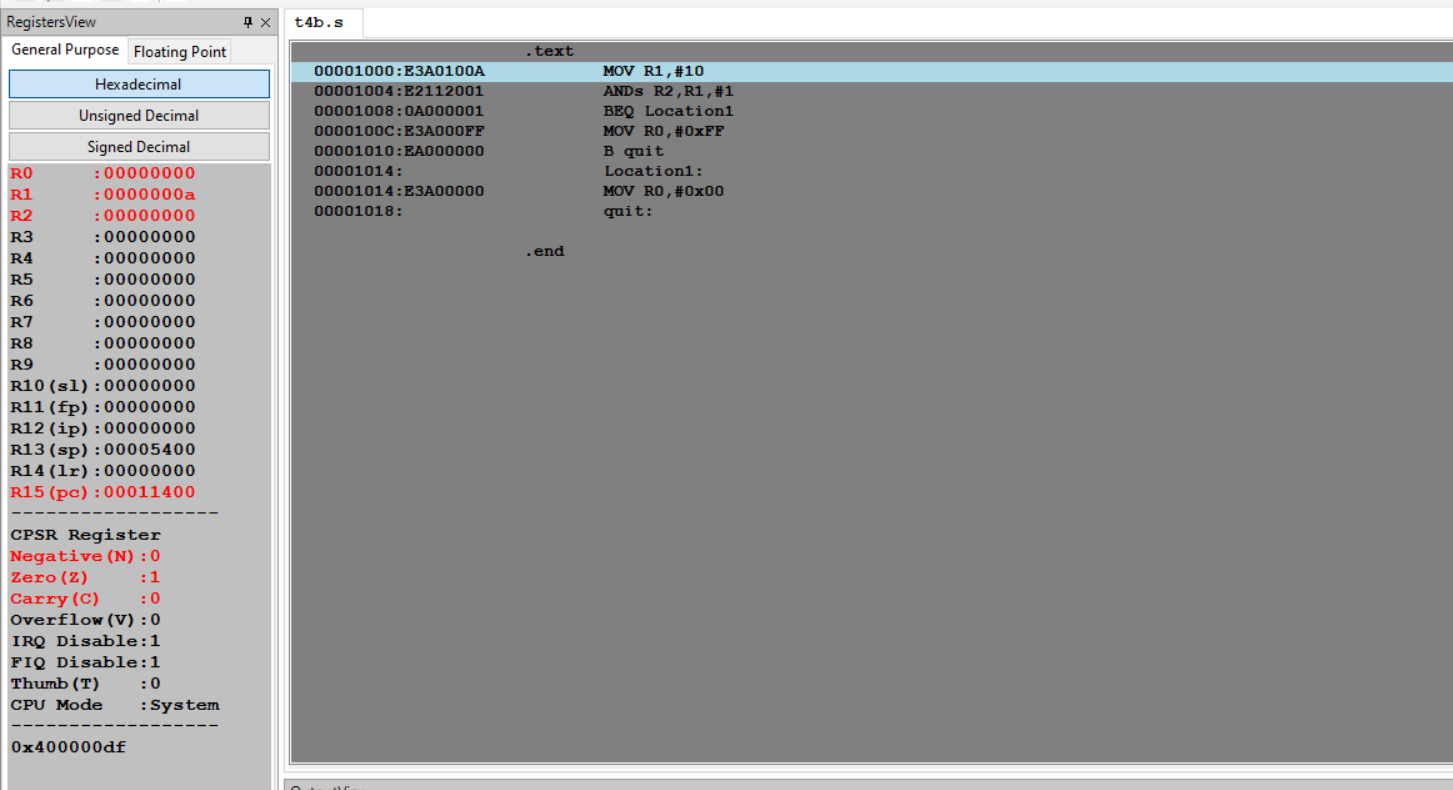 RegistersView
General Purpose Floating Point
Hexadecimal
Unsigned Decimal
Signed Decimal
R0 :00000000
R1 :0000000a
R2 :00000000
R3 :00000000
R4 :00000000
R5 :00000000
R6 :00000000
R7 :00000000
R8 :00000000
R9 :00000000
R10(sl):00000000
R11(fp):00000000
R12(ip):00000000
R13(sp):00005400
R14(lr):00000000
R15(pc):00011400
------------------
CPSR Register
Negative(N):0
Zero(Z) :1
Carry(C) :0
Overflow(V):0
IRQ Disable:1
FIQ Disable:1
Thumb(T) :0
CPU Mode :System
------------------
0x400000df
t4b.s
.text
00001000:E3A0100A MOV R1,#10
00001004:E2112001 ANDs R2,R1,#1
00001008:0A000001 BEQ Location1
0000100C:E3A000FF MOV R0,#0xFF
00001010:EA000000 B quit
00001014: Location1:
00001014:E3A00000 MOV R0,#0x00
00001018: quit:
.end